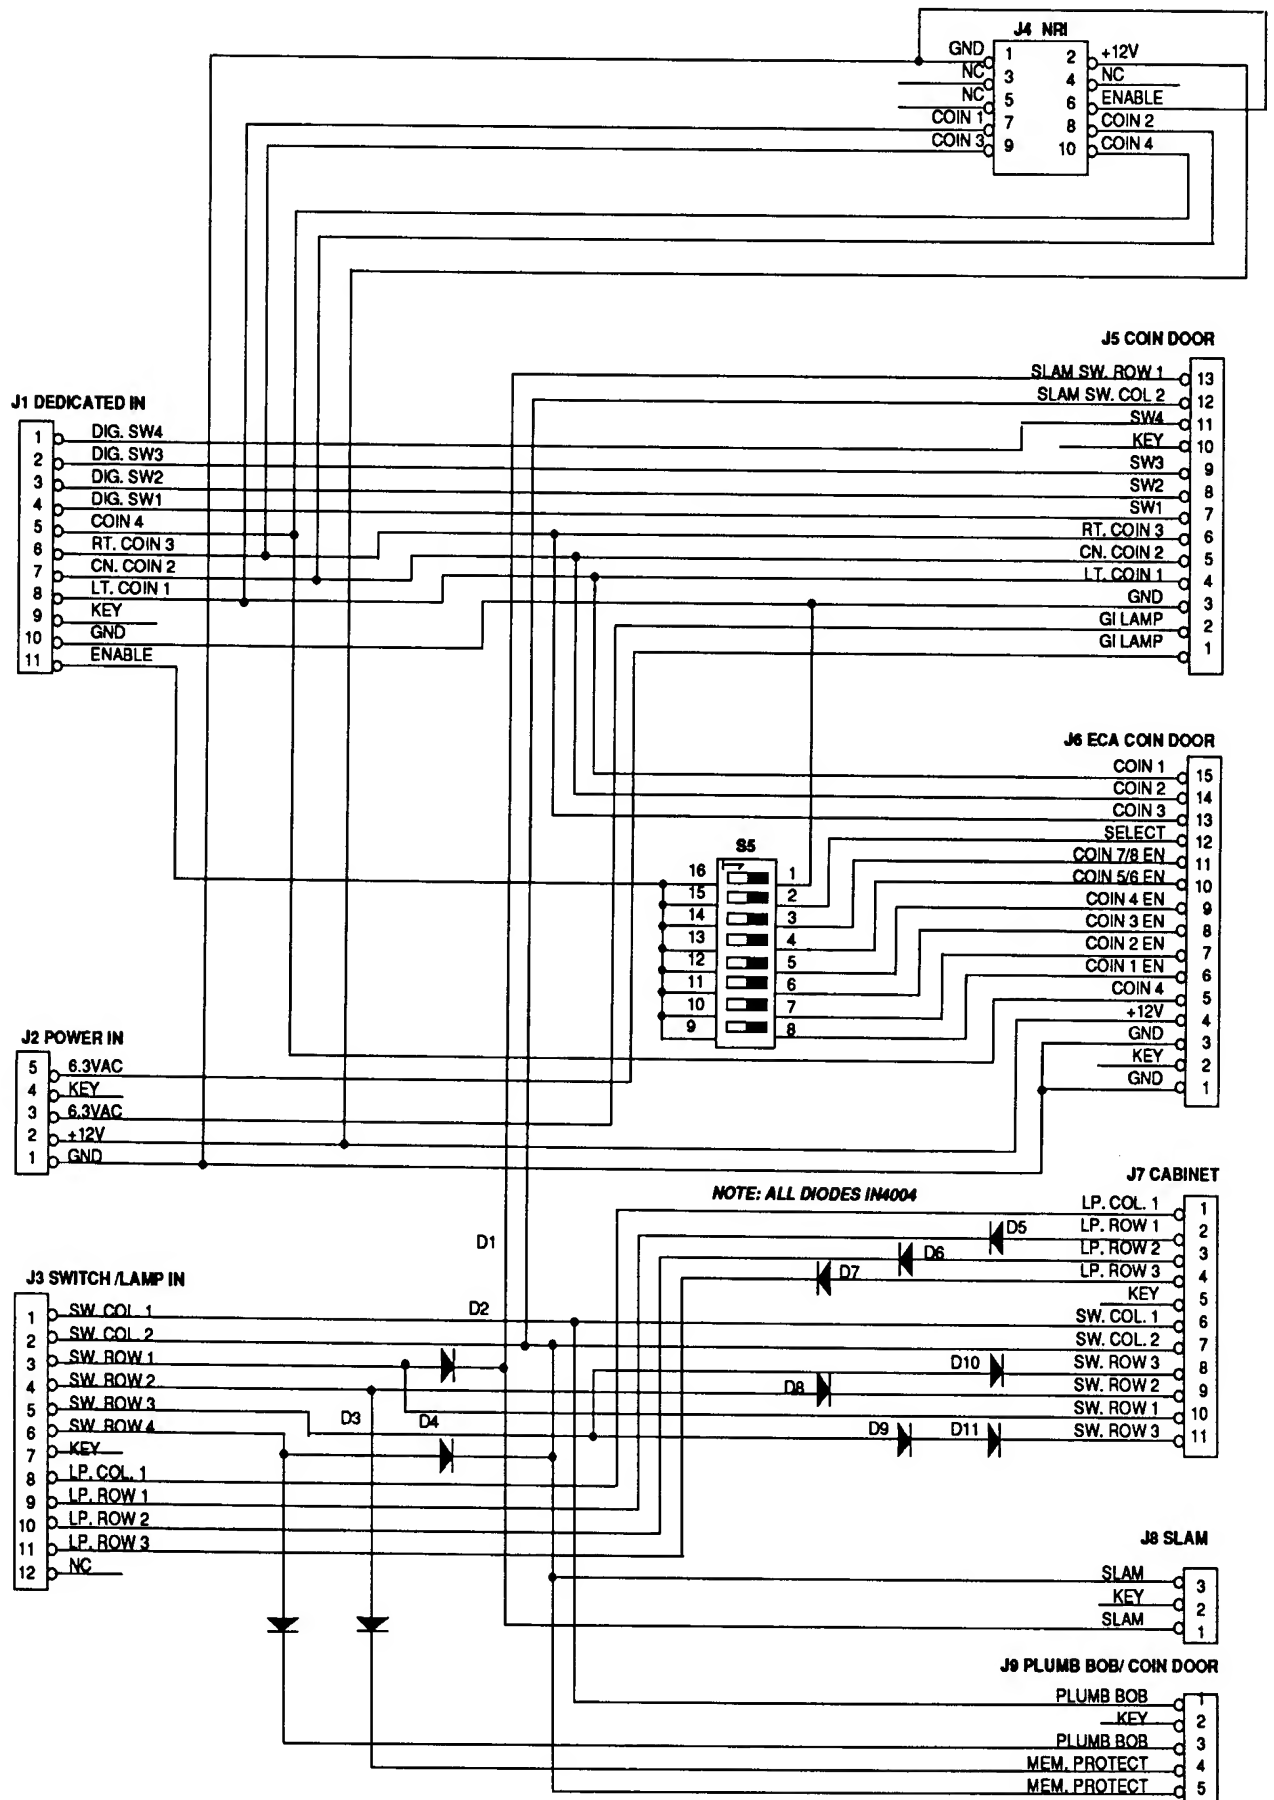 J4 NRI
GND 1 2 +12V
NC 3 4 NC
NC 5 6 ENABLE
COIN 1 7 8 COIN 2
COIN 3 9 10 COIN 4
J5 COIN DOOR
SLAM SW. ROW 1 13
SLAM SW. COL 2 12
SW4 11
KEY 10
SW3 9
SW2 8
SW1 7
RT. COIN 3 6
CN. COIN 2 5
LT. COIN 1 4
GND 3
GI LAMP 2
GI LAMP 1
J1 DEDICATED IN
1 DIG. SW4
2 DIG. SW3
3 DIG. SW2
4 DIG. SW1
5 COIN 4
6 RT. COIN 3
7 CN. COIN 2
8 LT. COIN 1
9 KEY
10 GND
11 ENABLE
J6 ECA COIN DOOR
COIN 1 15
COIN 2 14
COIN 3 13
SELECT 12
COIN 7/8 EN 11
COIN 5/6 EN 10
COIN 4 EN 9
COIN 3 EN 8
COIN 2 EN 7
COIN 1 EN 6
COIN 4 5
+12V 4
GND 3
KEY 2
GND 1
S5
16 1
15 2
14 3
13 4
12 5
11 6
10 7
9 8
J2 POWER IN
5 6.3VAC
4 KEY
3 6.3VAC
2 +12V
1 GND
J7 CABINET
NOTE: ALL DIODES IN4004
LP. COL. 1 1
D5 LP. ROW 1 2
D6 LP. ROW 2 3
D7 LP. ROW 3 4
KEY 5
SW. COL. 1 6
SW. COL. 2 7
D10 SW. ROW 3 8
D8 SW. ROW 2 9
SW. ROW 1 10
D9 D11 SW. ROW 3 11
D1
D2
D3 D4
J3 SWITCH /LAMP IN
1 SW. COL. 1
2 SW. COL. 2
3 SW. ROW 1
4 SW. ROW 2
5 SW. ROW 3
6 SW. ROW 4
7 KEY
8 LP. COL. 1
9 LP. ROW 1
10 LP. ROW 2
11 LP. ROW 3
12 NC
J8 SLAM
SLAM 3
KEY 2
SLAM 1
J9 PLUMB BOB/ COIN DOOR
PLUMB BOB 1
KEY 2
PLUMB BOB 3
MEM. PROTECT 4
MEM. PROTECT 5